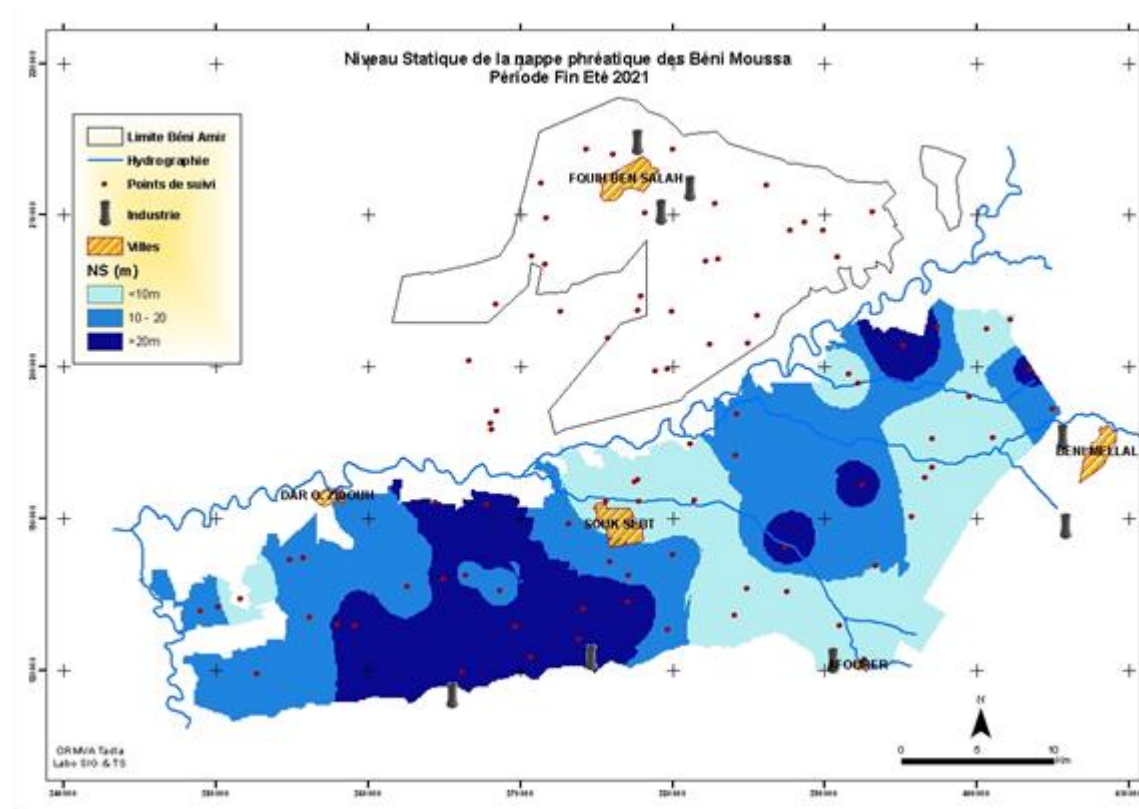 Niveau Statique de la nappe phréatique des Béni Moussa
Période Fin Eté 2021
Limite Béni Amir
Hydrographie
Points de suivi
Industrie
Villes
NS (m)
<10m
10 - 20
>20m
FQUIH BEN SALAH
BENI MELLAL
DAR O. ZIDOUH
SOUK SEBT
AFOURER
N
0 5 10
Km
ORMVA Tadla
Labo SIG & TS